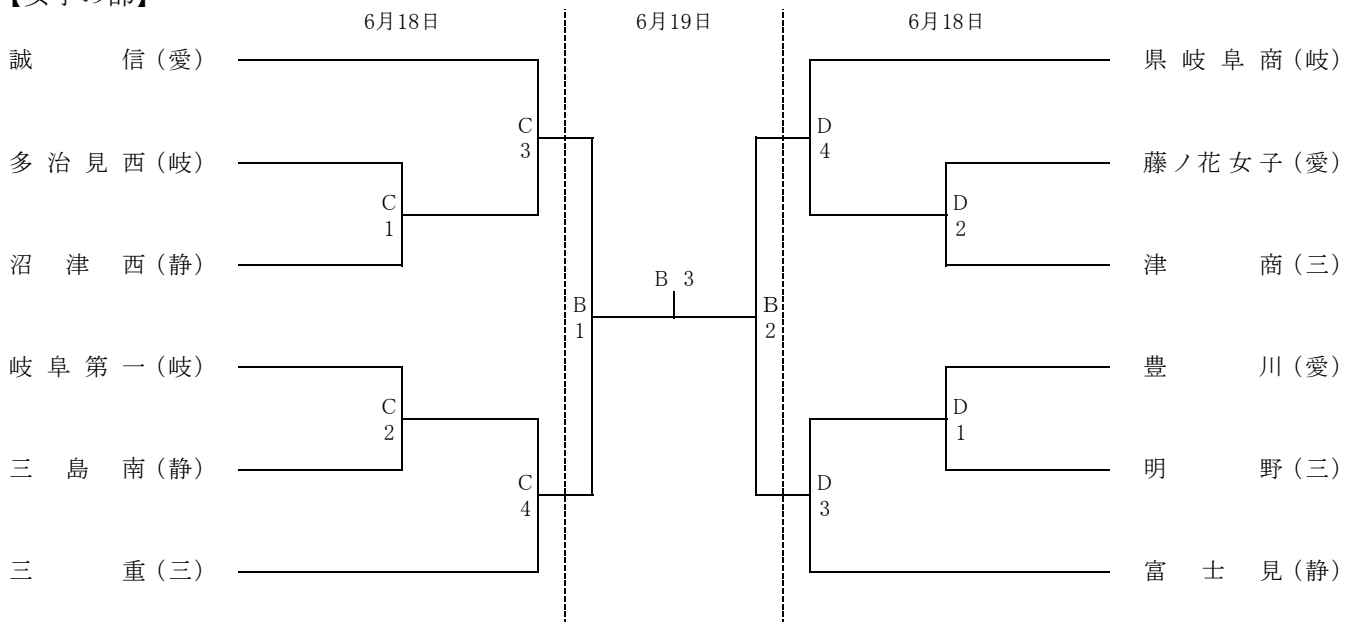 【女子の部】
6月18日 6月19日 6月18日
誠信(愛) 県岐阜商(岐)
C 3 D 4
多治見西(岐) 藤ノ花女子(愛)
C 1 D 2
沼津西(静) 津商(三)
B 3
B 1 B 2
岐阜第一(岐) 豊川(愛)
C 2 D 1
三島南(静) 明野(三)
C 4 D 3
三重(三) 富士見(静)